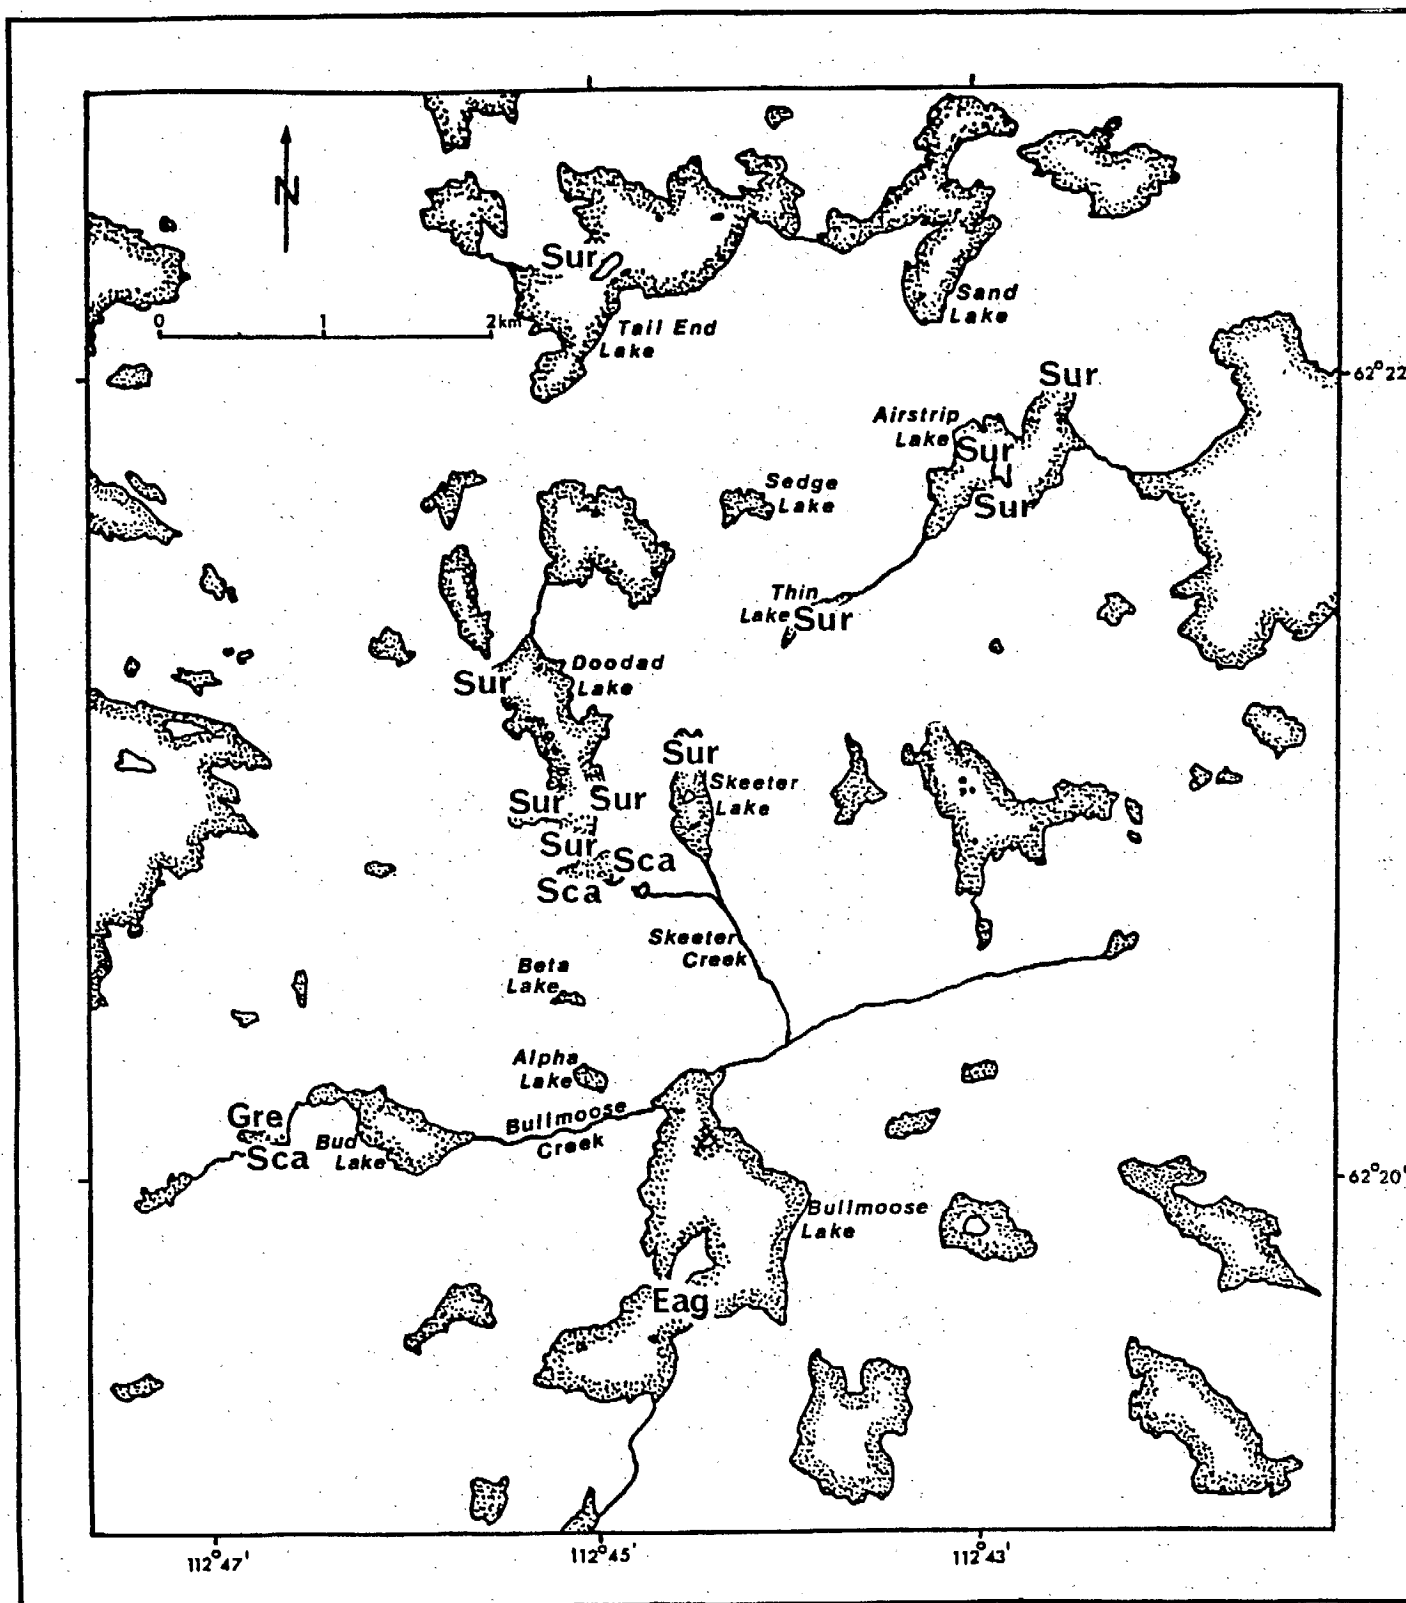 N
Sur
0 1 2km
Tail End
Lake
Sand
Lake
Sur
62°22
Airstrip
Lake
Sur
Sur
Sedge
Lake
Thin
Lake
Sur
Doodad
Lake
Sur
Sur
Skeeter
Lake
Sur
Sur
Sur
Sca
Sca
Skeeter
Creek
Beta
Lake
Alpha
Lake
Bullmoose
Creek
Gre
Sca
Bud
Lake
62°20'
Bullmoose
Lake
Eag
112°47' 112°45' 112°43'